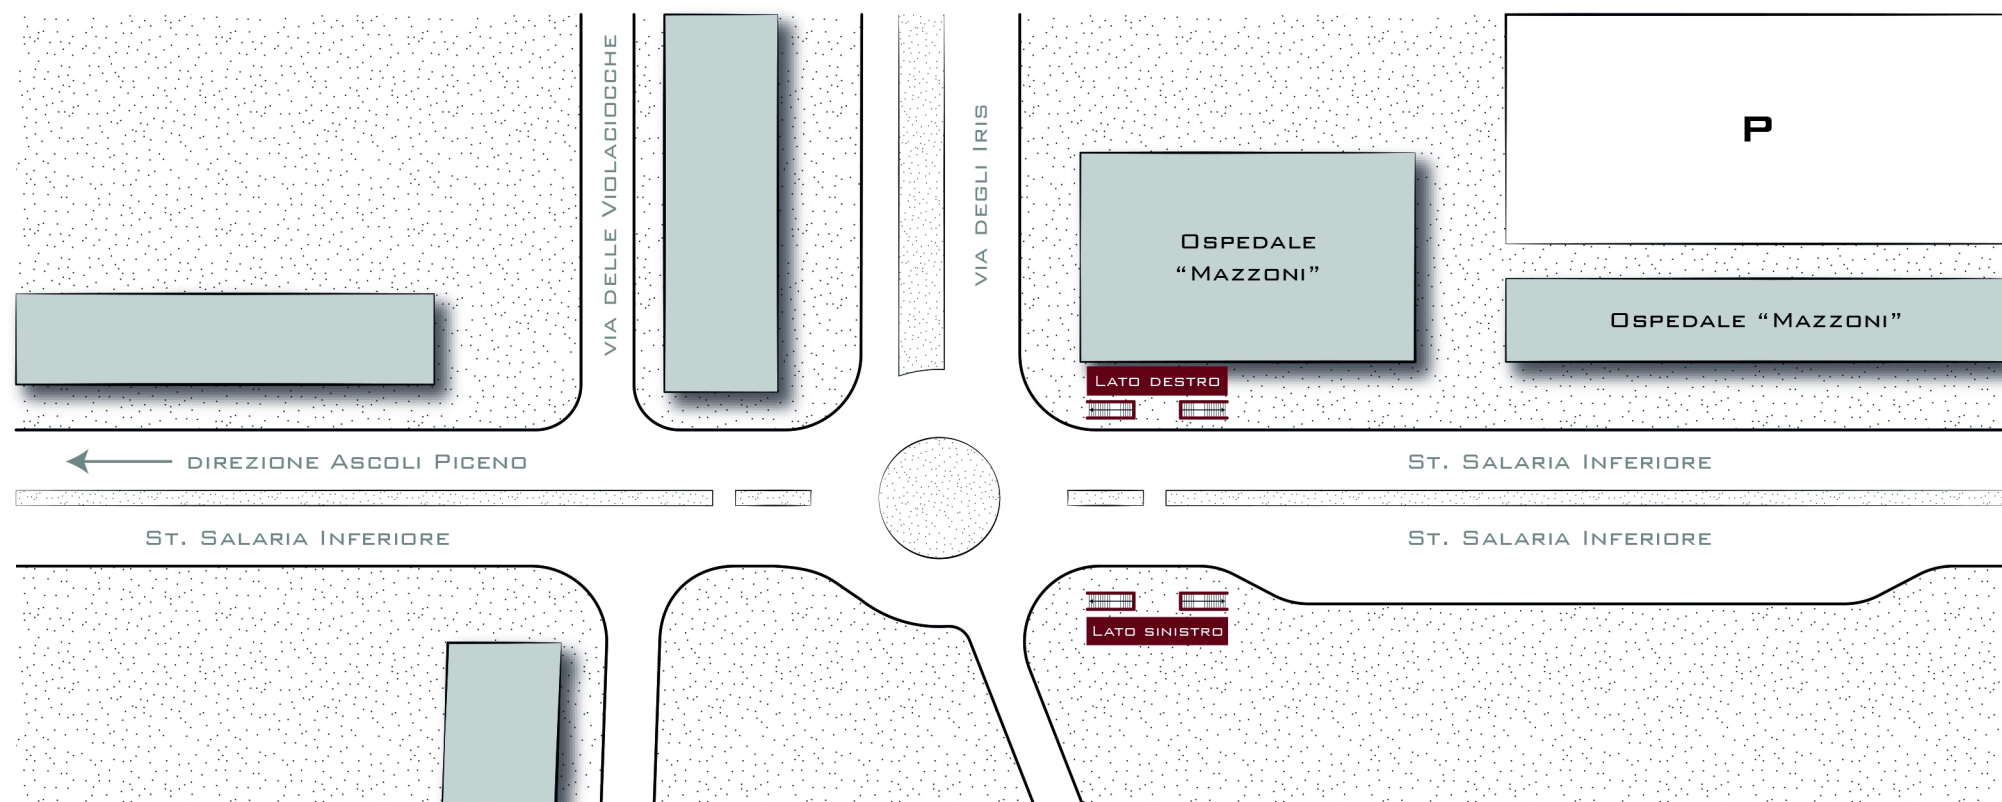 VIA DELLE VIOLACIOCCHE
VIA DEGLI IRIS
P
OSPEDALE
“MAZZONI”
OSPEDALE “MAZZONI”
LATO DESTRO
DIREZIONE ASCOLI PICENO
ST. SALARIA INFERIORE
ST. SALARIA INFERIORE
ST. SALARIA INFERIORE
LATO SINISTRO